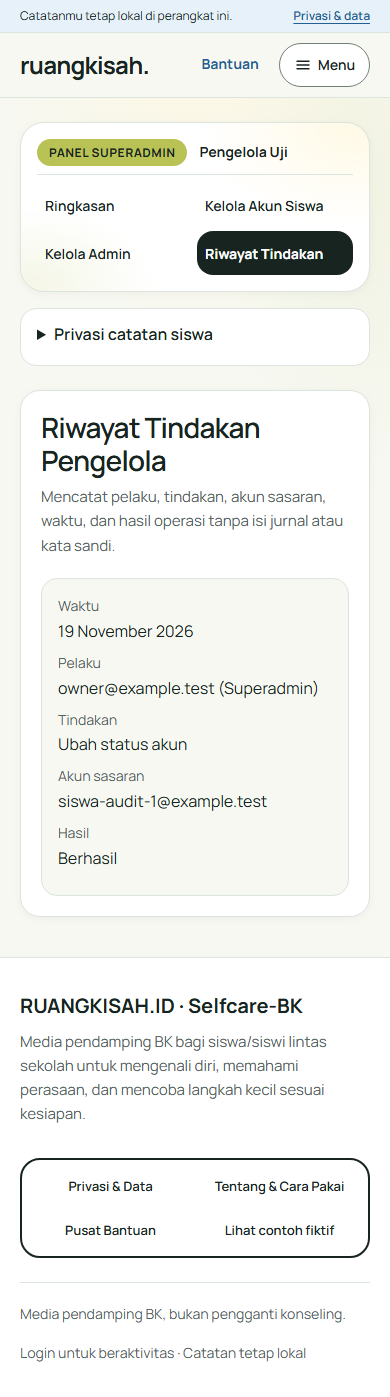 Catatanmu tetap lokal di perangkat ini. Privasi & data
ruangkisah. Bantuan Menu
PANEL SUPERADMIN Pengelola Uji
Ringkasan Kelola Akun Siswa
Kelola Admin Riwayat Tindakan
Privasi catatan siswa
Riwayat Tindakan
Pengelola
Mencatat pelaku, tindakan, akun sasaran,
waktu, dan hasil operasi tanpa isi jurnal atau
kata sandi.
Waktu
19 November 2026
Pelaku
owner@example.test (Superadmin)
Tindakan
Ubah status akun
Akun sasaran
siswa-audit-1@example.test
Hasil
Berhasil
RUANGKISAH.ID · Selfcare-BK
Media pendamping BK bagi siswa/siswi lintas
sekolah untuk mengenali diri, memahami
perasaan, dan mencoba langkah kecil sesuai
kesiapan.
Privasi & Data Tentang & Cara Pakai
Pusat Bantuan Lihat contoh fiktif
Media pendamping BK, bukan pengganti konseling.
Login untuk beraktivitas · Catatan tetap lokal